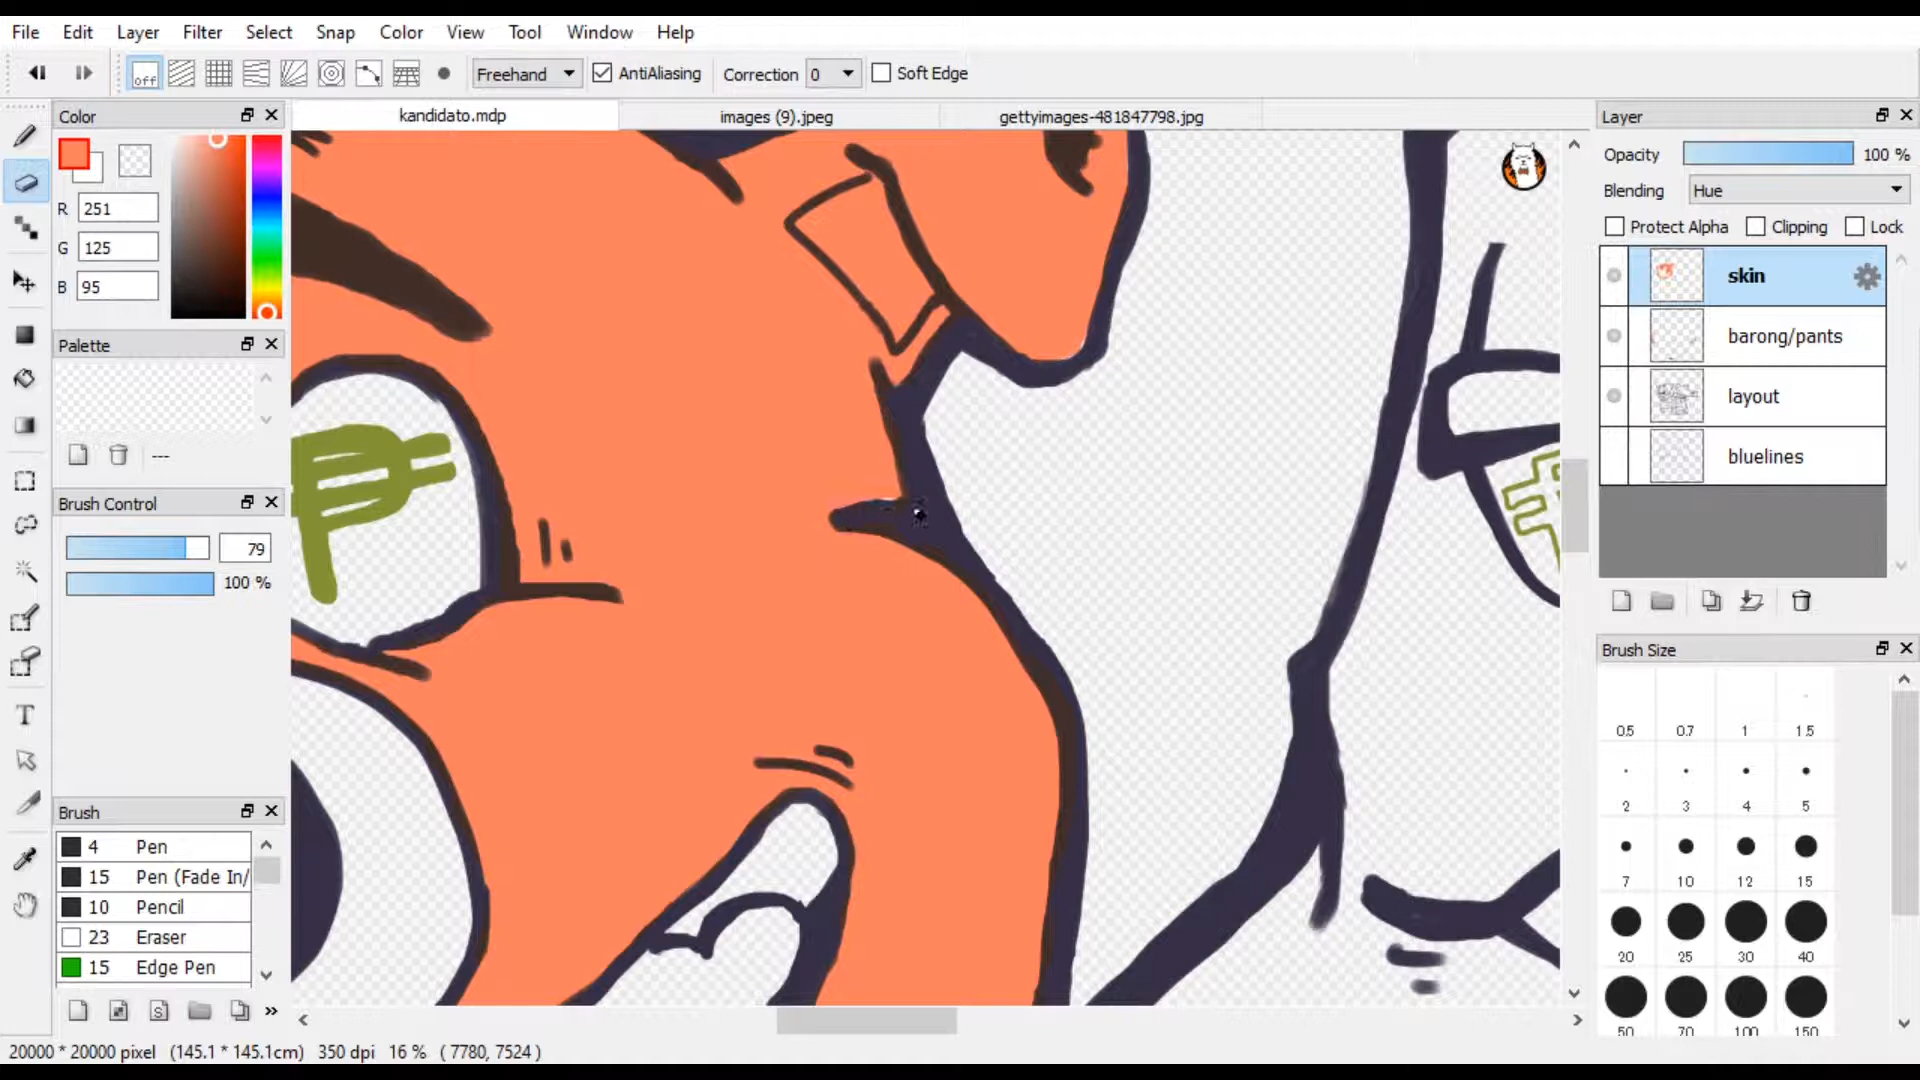 File Edit Layer Filter Select Snap Color View Tool Window Help
off Freehand AntiAliasing Correction 0 Soft Edge
Color
R 251
G 125
B 95
Palette
---
Brush Control
79
100 %
Brush
4 Pen
15 Pen (Fade In/
10 Pencil
23 Eraser
15 Edge Pen
kandidato.mdp images (9).jpeg gettyimages-481847798.jpg
Layer
Opacity 100 %
Blending Hue
Protect Alpha Clipping Lock
skin
barong/pants
layout
bluelines
Brush Size
0.5 0.7 1 1.5
2 3 4 5
7 10 12 15
20 25 30 40
50 70 100 150
20000 * 20000 pixel (145.1 * 145.1cm) 350 dpi 16 % ( 7780, 7524 )